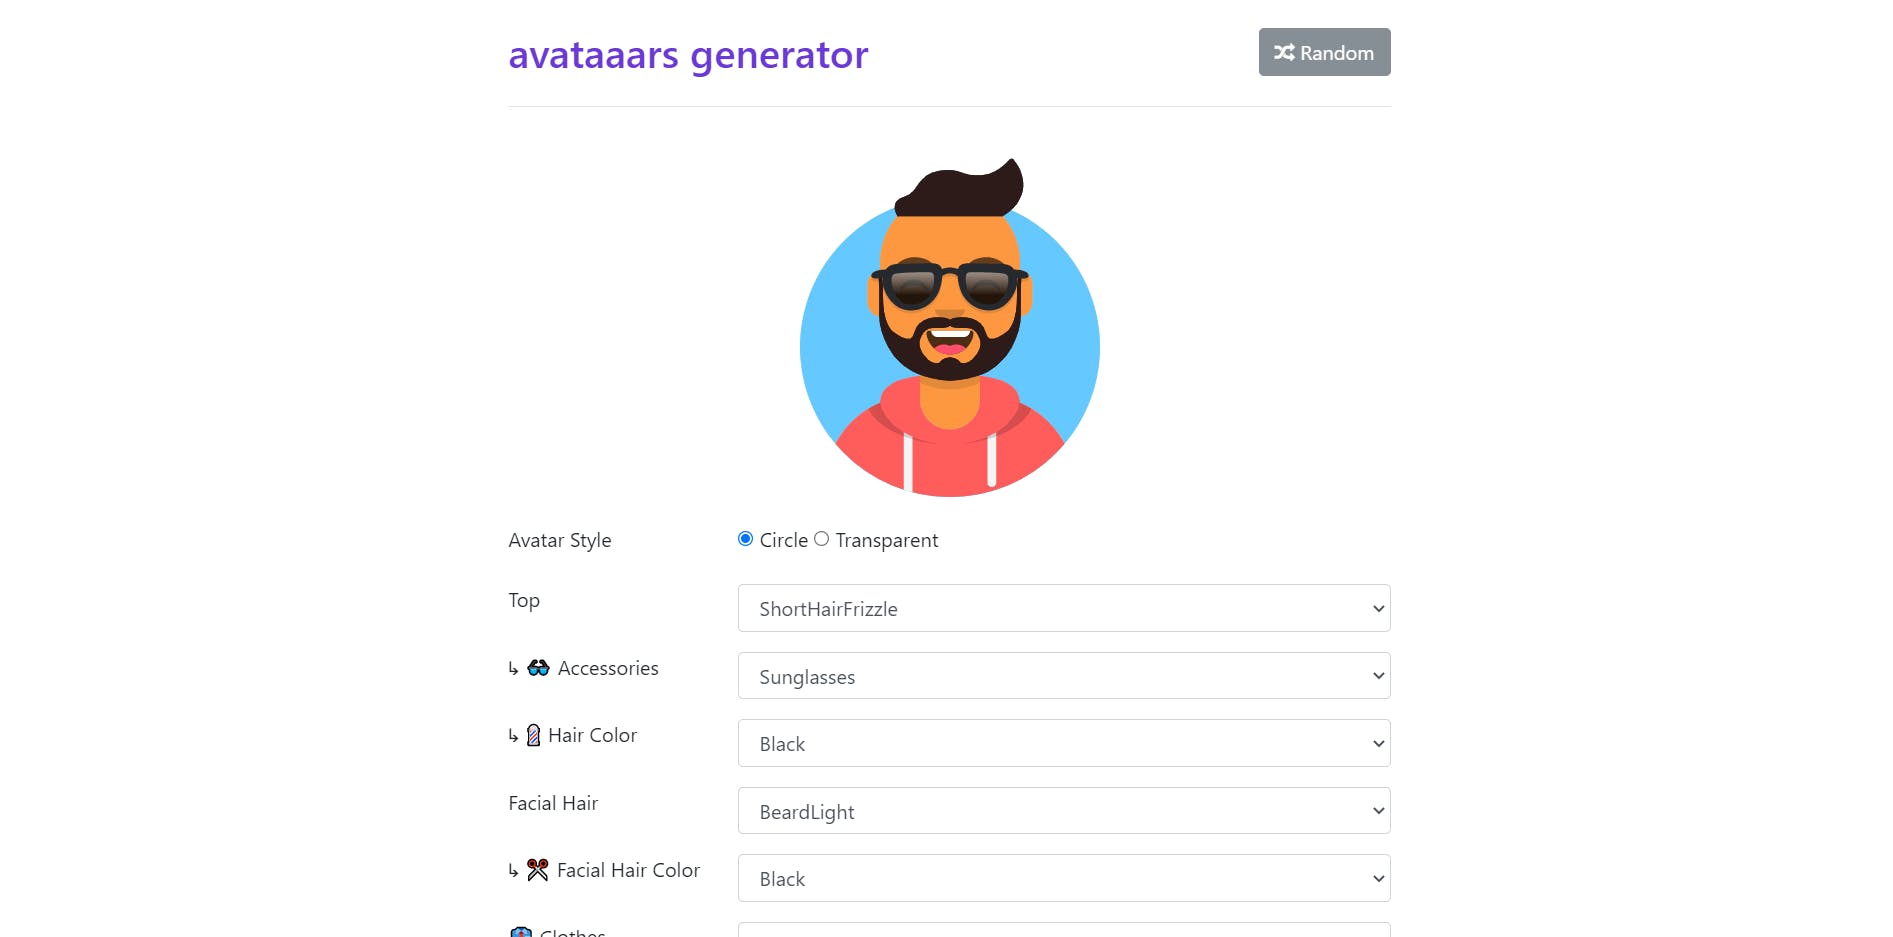 avataaars generator
Random
Avatar Style Circle Transparent
Top ShortHairFrizzle
↳ Accessories Sunglasses
↳ Hair Color Black
Facial Hair BeardLight
↳ Facial Hair Color Black
Clothes